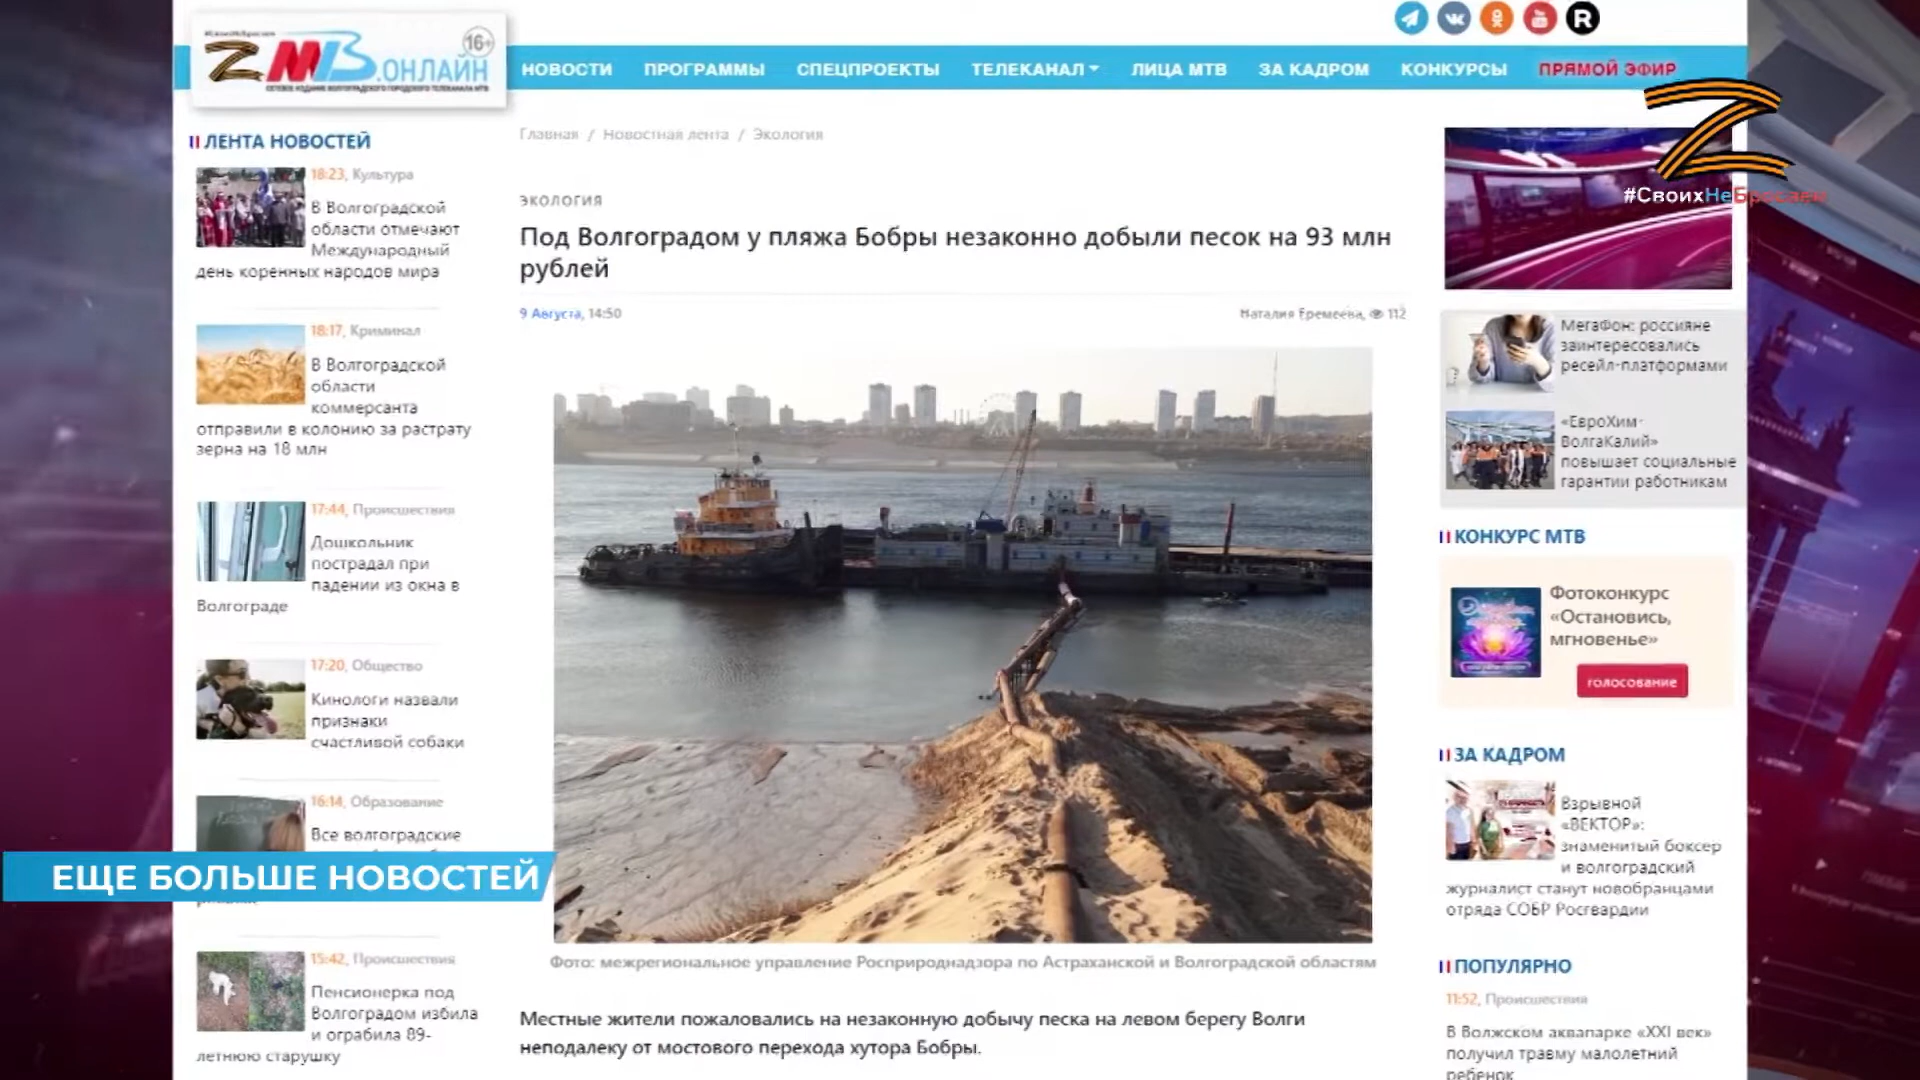 #СвоиНеБросаем
ZМТВ.ОНЛАЙН
16+
СЕТЕВОЕ ИЗДАНИЕ ВОЛГОГРАДСКОГО ГОРОДСКОГО ТЕЛЕКАНАЛА МТВ
НОВОСТИ ПРОГРАММЫ СПЕЦПРОЕКТЫ ТЕЛЕКАНАЛ ЛИЦА МТВ ЗА КАДРОМ КОНКУРСЫ ПРЯМОЙ ЭФИР
Z
#СвоихНеБросаем
ЛЕНТА НОВОСТЕЙ
18:23, Культура
В Волгоградской
области отмечают
Международный
день коренных народов мира
18:17, Криминал
В Волгоградской
области
коммерсанта
отправили в колонию за растрату
зерна на 18 млн
17:44, Происшествия
Дошкольник
пострадал при
падении из окна в
Волгограде
17:20, Общество
Кинологи назвали
признаки
счастливой собаки
16:14, Образование
Все волгоградские
ЕЩЕ БОЛЬШЕ НОВОСТЕЙ
15:42, Происшествия
Пенсионерка под
Волгоградом избила
и ограбила 89-
летнюю старушку
Главная / Новостная лента / Экология
ЭКОЛОГИЯ
Под Волгоградом у пляжа Бобры незаконно добыли песок на 93 млн
рублей
9 Августа, 14:50
Наталия Еремеева, 112
Фото: межрегиональное управление Росприроднадзора по Астраханской и Волгоградской областям
Местные жители пожаловались на незаконную добычу песка на левом берегу Волги
неподалеку от мостового перехода хутора Бобры.
МегаФон: россияне
заинтересовались
ресейл-платформами
«ЕвроХим-
ВолгаКалий»
повышает социальные
гарантии работникам
КОНКУРС МТВ
Фотоконкурс
«Остановись,
мгновенье»
голосование
ЗА КАДРОМ
Взрывной
«ВЕКТОР»:
знаменитый боксер
и волгоградский
журналист станут новобранцами
отряда СОБР Росгвардии
ПОПУЛЯРНО
11:52, Происшествия
В Волжском аквапарке «XXI век»
получил травму малолетний
ребенок